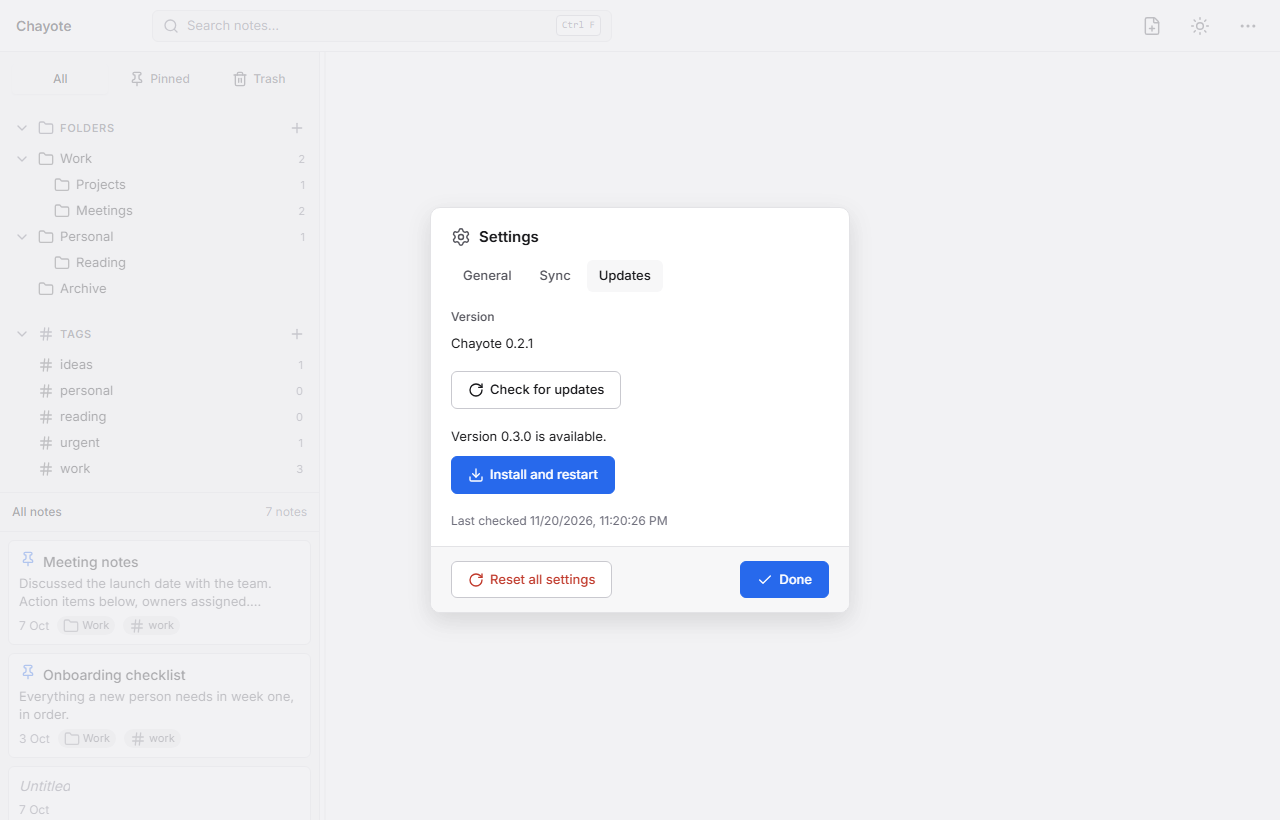 Chayote
Search notes...
Ctrl F
All
Pinned
Trash
FOLDERS
Work
2
Projects
1
Meetings
2
Personal
1
Reading
Archive
TAGS
ideas
1
personal
0
reading
0
urgent
1
work
3
All notes
7 notes
Meeting notes
Discussed the launch date with the team.
Action items below, owners assigned....
7 Oct
Work
work
Onboarding checklist
Everything a new person needs in week one,
in order.
3 Oct
Work
work
Untitled
7 Oct
Settings
General
Sync
Updates
Version
Chayote 0.2.1
Check for updates
Version 0.3.0 is available.
Install and restart
Last checked 11/20/2026, 11:20:26 PM
Reset all settings
Done